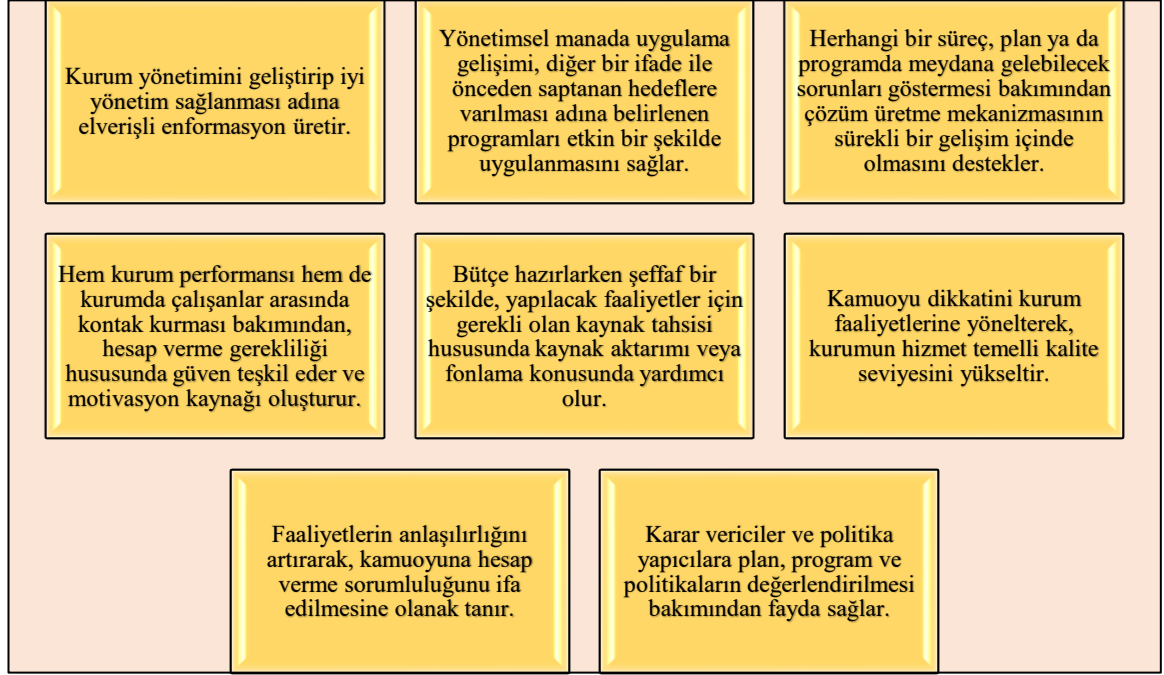 Kurum yönetimini geliştirip iyi
yönetim sağlanması adına
elverişli enformasyon üretir.
Yönetimsel manada uygulama
gelişimi, diğer bir ifade ile
önceden saptanan hedeflere
varılması adına belirlenen
programları etkin bir şekilde
uygulanmasını sağlar.
Herhangi bir süreç, plan ya da
programda meydana gelebilecek
sorunları göstermesi bakımından
çözüm üretme mekanizmasının
sürekli bir gelişim içinde
olmasını destekler.
Hem kurum performansı hem de
kurumda çalışanlar arasında
kontak kurması bakımından,
hesap verme gerekliliği
hususunda güven teşkil eder ve
motivasyon kaynağı oluşturur.
Bütçe hazırlarken şeffaf bir
şekilde, yapılacak faaliyetler için
gerekli olan kaynak tahsisi
hususunda kaynak aktarımı veya
fonlama konusunda yardımcı
olur.
Kamuoyu dikkatini kurum
faaliyetlerine yönelterek,
kurumun hizmet temelli kalite
seviyesini yükseltir.
Faaliyetlerin anlaşılırlığını
artırarak, kamuoyuna hesap
verme sorumluluğunu ifa
edilmesine olanak tanır.
Karar vericiler ve politika
yapıcılara plan, program ve
politikaların değerlendirilmesi
bakımından fayda sağlar.